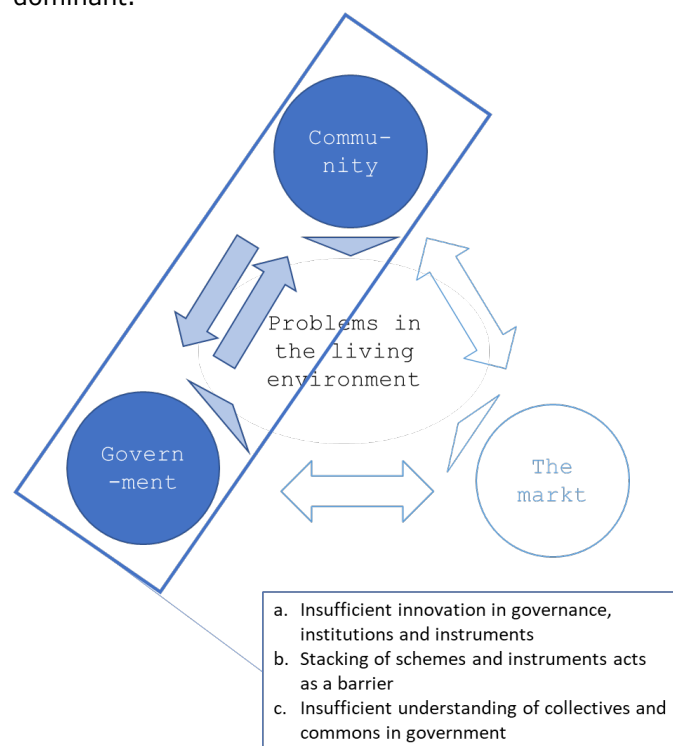 dominant.
Commu-
nity
Problems in
the living
environment
Govern
-ment
The
markt
a. Insufficient innovation in governance,
institutions and instruments
b. Stacking of schemes and instruments acts
as a barrier
c. Insufficient understanding of collectives and
commons in government